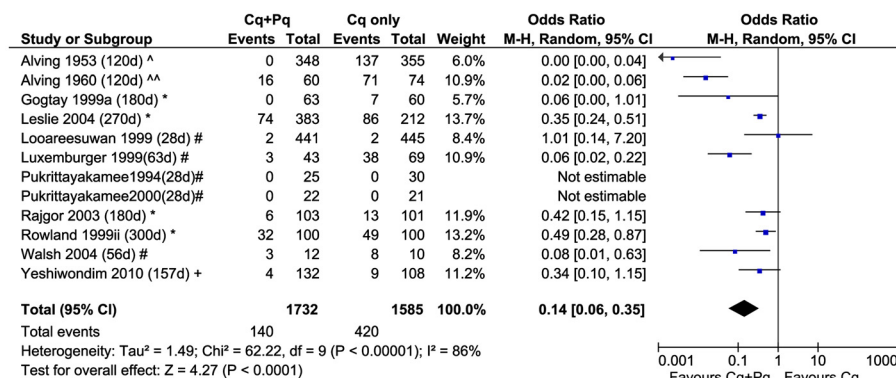 Cq+Pq Cq only Odds Ratio Odds Ratio
Study or Subgroup Events Total Events Total Weight M-H, Random, 95% CI M-H, Random, 95% CI
Alving 1953 (120d) ^ 0 348 137 355 6.0% 0.00 [0.00, 0.04]
Alving 1960 (120d) ^^ 16 60 71 74 10.9% 0.02 [0.00, 0.06]
Gogtay 1999a (180d) * 0 63 7 60 5.7% 0.06 [0.00, 1.01]
Leslie 2004 (270d) * 74 383 86 212 13.7% 0.35 [0.24, 0.51]
Looareesuwan 1999 (28d) # 2 441 2 445 8.4% 1.01 [0.14, 7.20]
Luxemburger 1999(63d) # 3 43 38 69 10.9% 0.06 [0.02, 0.22]
Pukrittayakamee1994(28d)# 0 25 0 30 Not estimable
Pukrittayakamee2000(28d)# 0 22 0 21 Not estimable
Rajgor 2003 (180d) * 6 103 13 101 11.9% 0.42 [0.15, 1.15]
Rowland 1999ii (300d) * 32 100 49 100 13.2% 0.49 [0.28, 0.87]
Walsh 2004 (56d) # 3 12 8 10 8.2% 0.08 [0.01, 0.63]
Yeshiwondim 2010 (157d) + 4 132 9 108 11.2% 0.34 [0.10, 1.15]
Total (95% CI) 1732 1585 100.0% 0.14 [0.06, 0.35]
Total events 140 420
Heterogeneity: Tau² = 1.49; Chi² = 62.22, df = 9 (P < 0.00001); I² = 86%
Test for overall effect: Z = 4.27 (P < 0.0001)
0.001 0.1 1 10 1000
Favours Cq+Pq Favours Cq